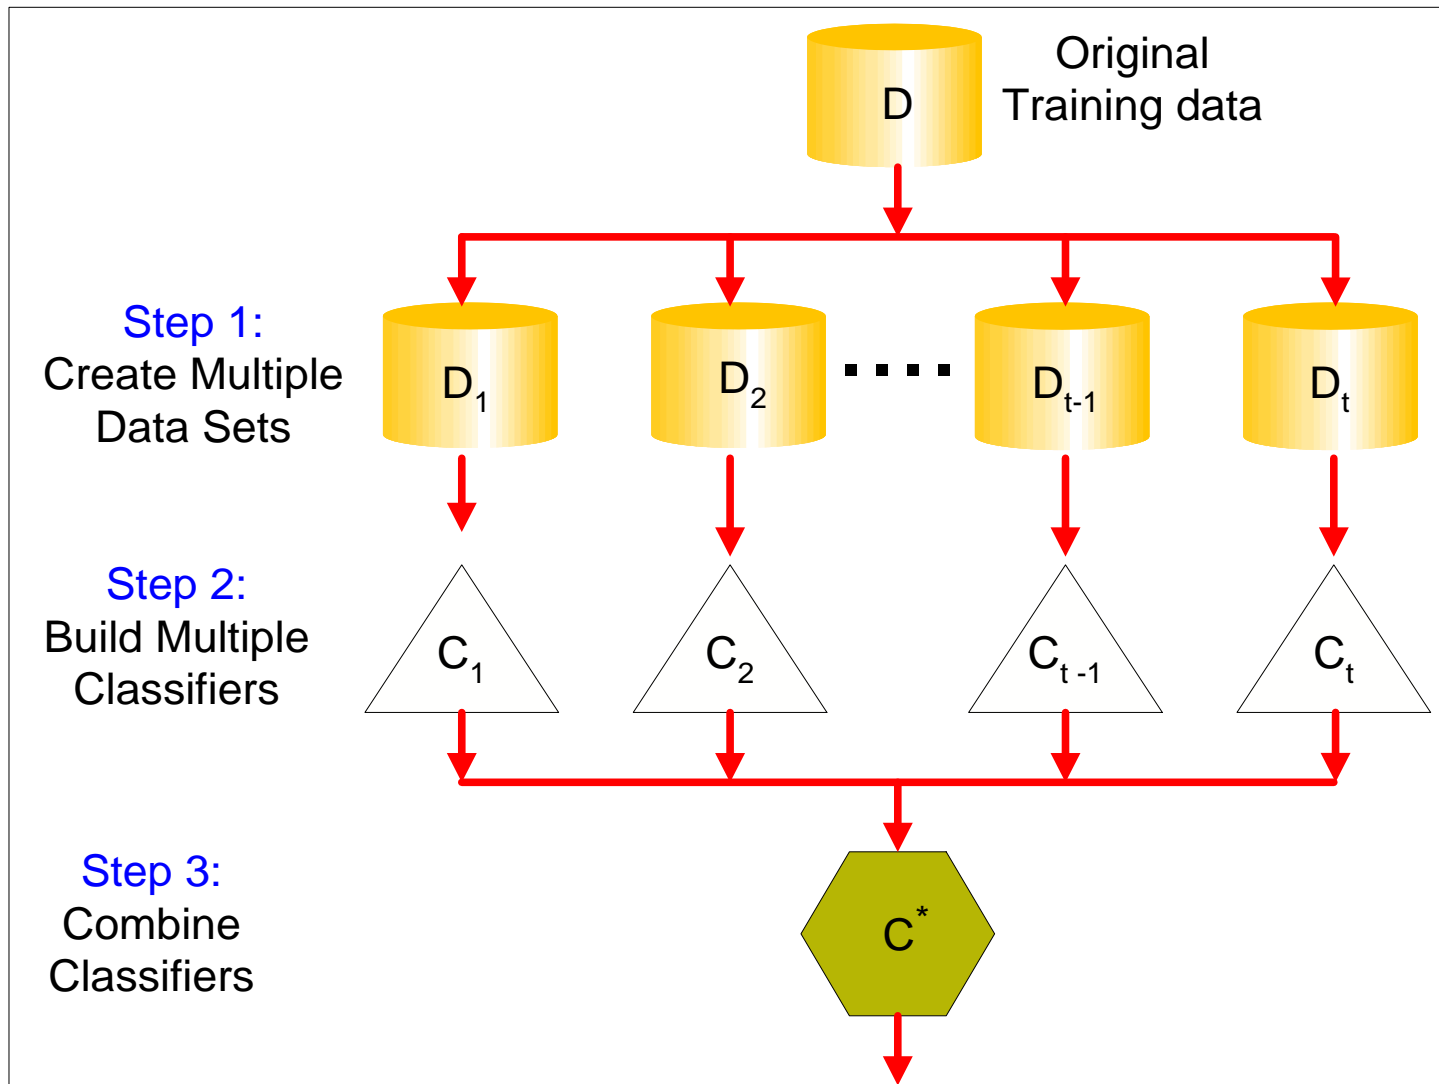 D
Original
Training data
Step 1:
Create Multiple
Data Sets
D₁
D₂
Dₜ₋₁
Dₜ
Step 2:
Build Multiple
Classifiers
C₁
C₂
Cₜ ₋₁
Cₜ
Step 3:
Combine
Classifiers
C*